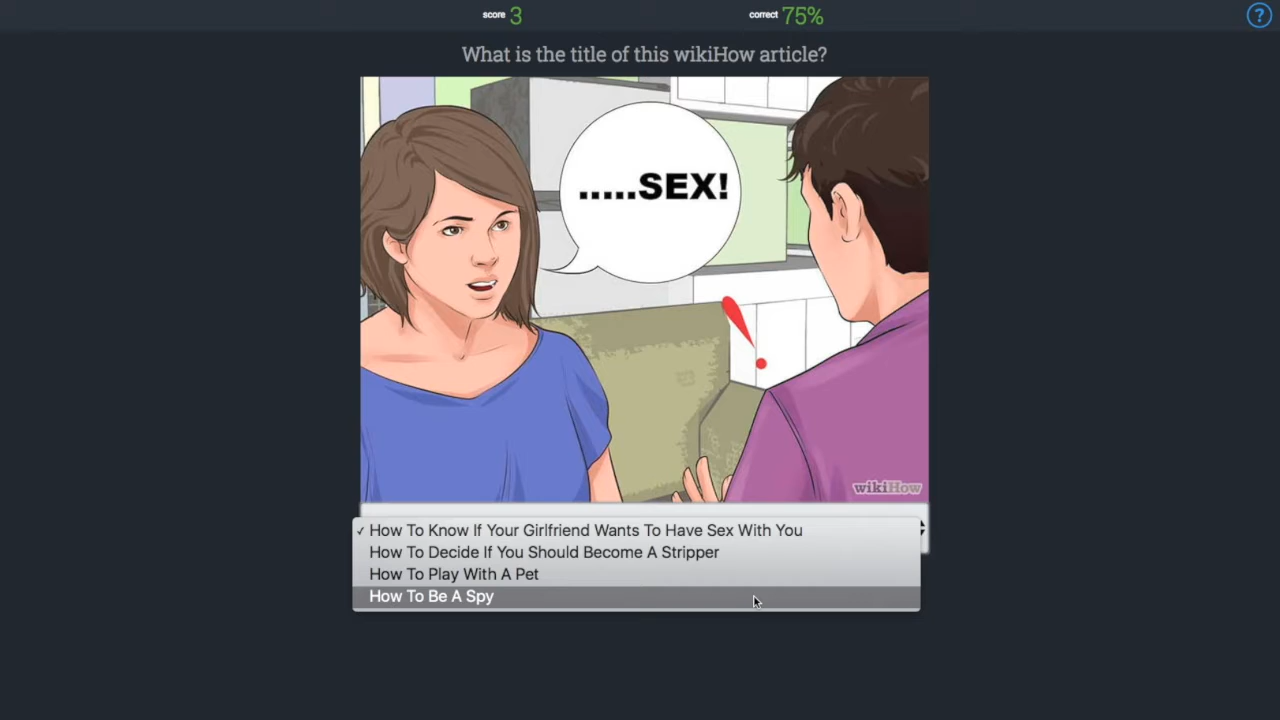 score 3
correct 75%
?
What is the title of this wikiHow article?
.....SEX!
wikiHow
✓ How To Know If Your Girlfriend Wants To Have Sex With You
How To Decide If You Should Become A Stripper
How To Play With A Pet
How To Be A Spy